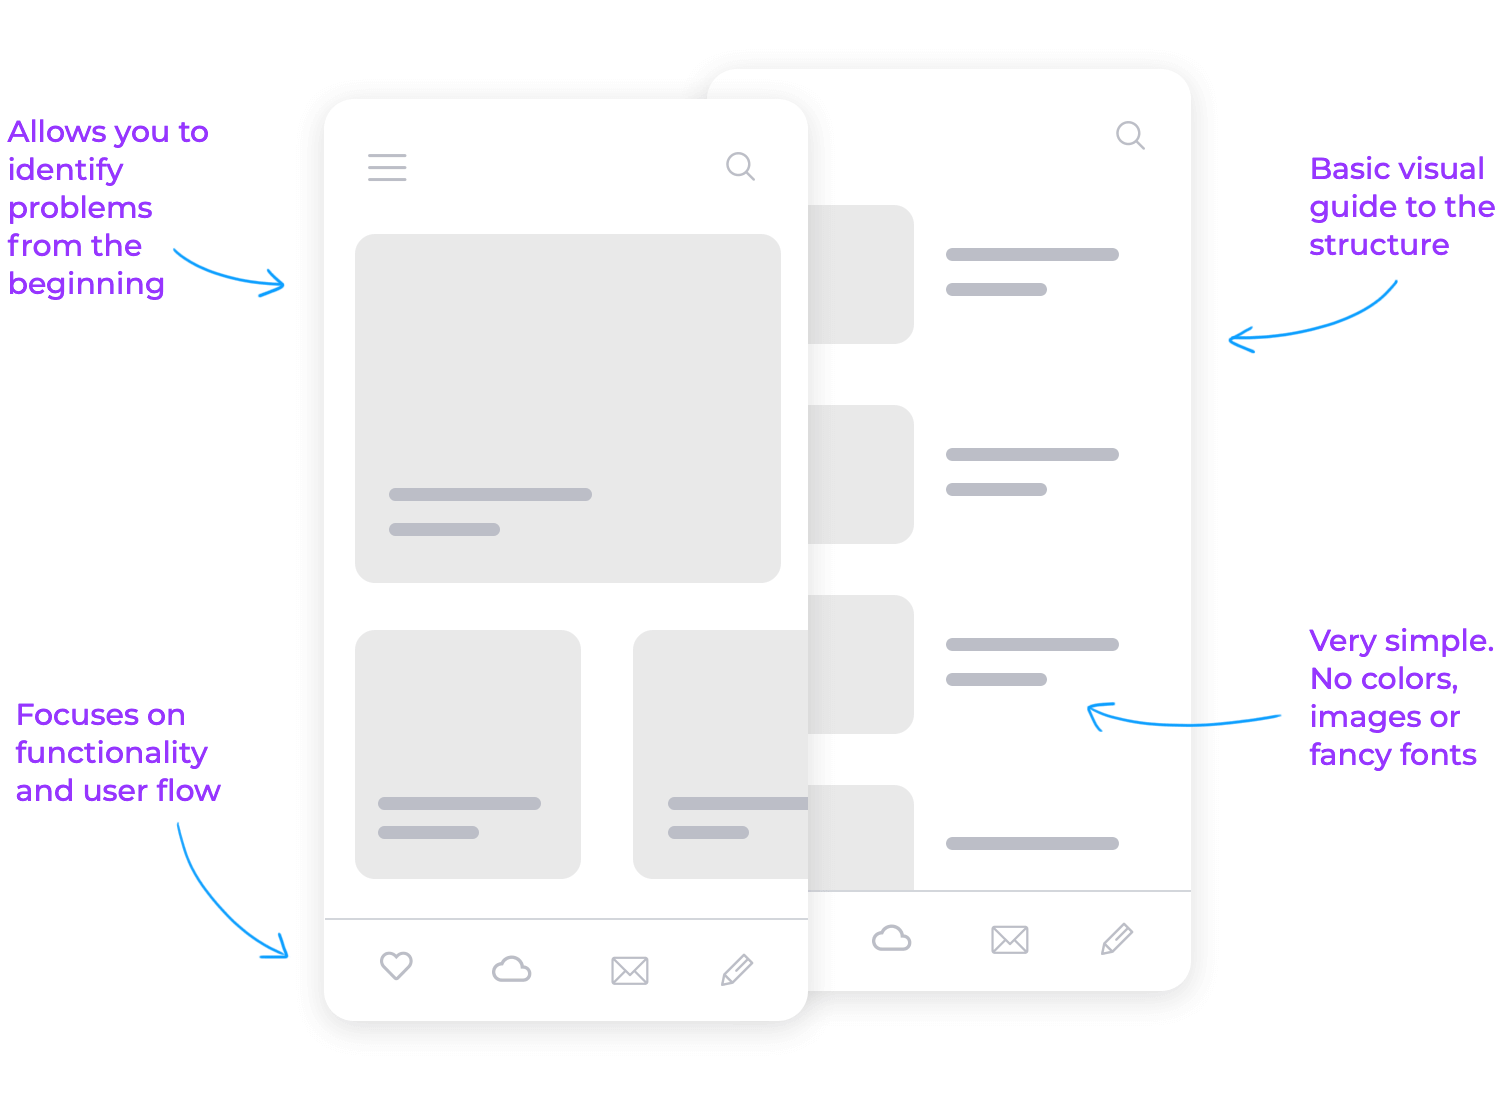 Allows you to
identify
problems
from the
beginning
Basic visual
guide to the
structure
Focuses on
functionality
and user flow
Very simple.
No colors,
images or
fancy fonts